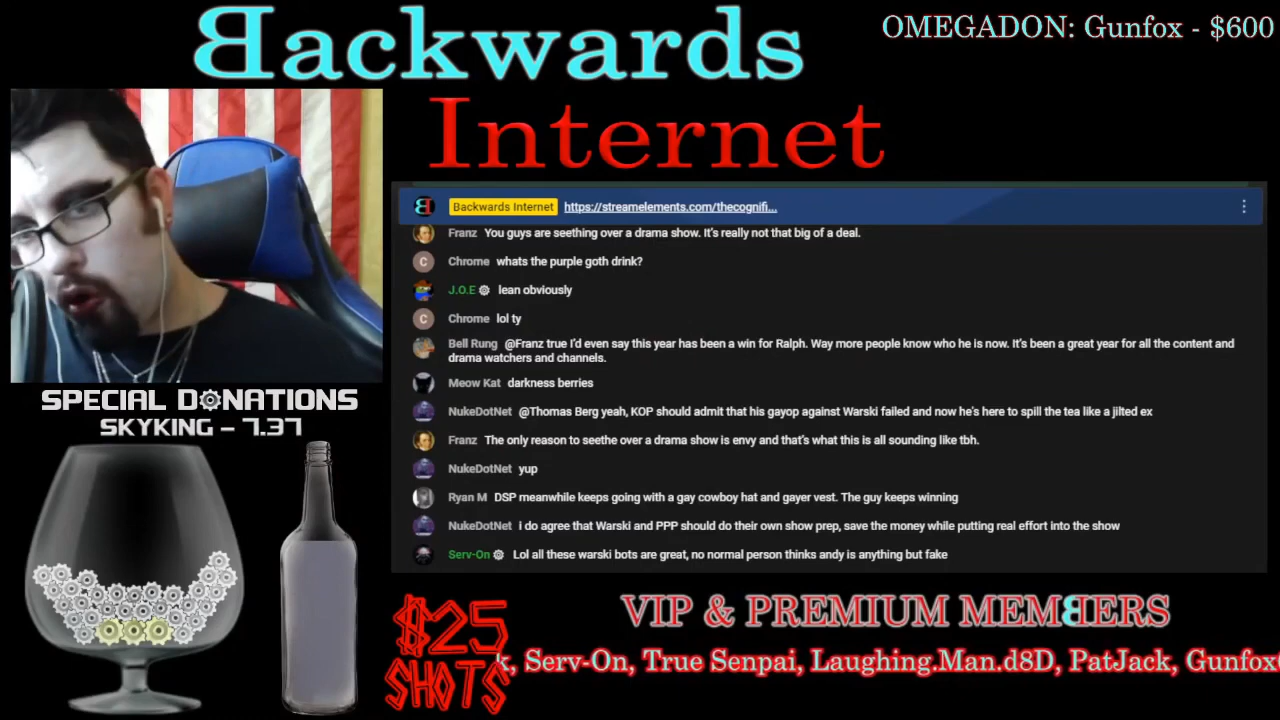 Backwards
Internet
OMEGADON: Gunfox - $600
Backwards Internet https://streamelements.com/thecognifi...
Franz You guys are seething over a drama show. It's really not that big of a deal.
C Chrome whats the purple goth drink?
J.O.E lean obviously
C Chrome lol ty
Bell Rung @Franz true I'd even say this year has been a win for Ralph. Way more people know who he is now. It's been a great year for all the content and
drama watchers and channels.
Meow Kat darkness berries
NukeDotNet @Thomas Berg yeah, KOP should admit that his gayop against Warski failed and now he's here to spill the tea like a jilted ex
Franz The only reason to seethe over a drama show is envy and that's what this is all sounding like tbh.
NukeDotNet yup
Ryan M DSP meanwhile keeps going with a gay cowboy hat and gayer vest. The guy keeps winning
NukeDotNet i do agree that Warski and PPP should do their own show prep, save the money while putting real effort into the show
Serv-On Lol all these warski bots are great, no normal person thinks andy is anything but fake
SPECIAL DONATIONS
SKYKING - 7.37
$25
SHOTS
VIP & PREMIUM MEMBERS
k, Serv-On, True Senpai, Laughing.Man.d8D, PatJack, Gunfox